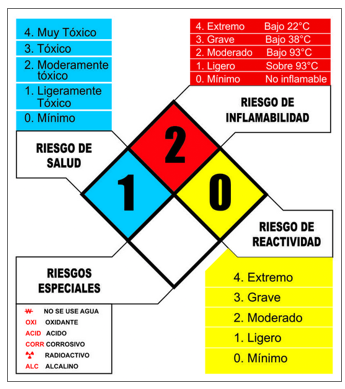 4. Muy Tóxico
3. Tóxico
2. Moderamente
tóxico
1. Ligeramente
Tóxico
0. Mínimo
4. Extremo Bajo 22°C
3. Grave Bajo 38°C
2. Moderado Bajo 93°C
1. Ligero Sobre 93°C
0. Mínimo No inflamable
RIESGO DE
SALUD
RIESGO DE
INFLAMABILIDAD
2
1
0
RIESGO DE
REACTIVIDAD
RIESGOS
ESPECIALES
W NO SE USE AGUA
OXI OXIDANTE
ACID ACIDO
CORR CORROSIVO
RADIOACTIVO
ALC ALCALINO
4. Extremo
3. Grave
2. Moderado
1. Ligero
0. Mínimo